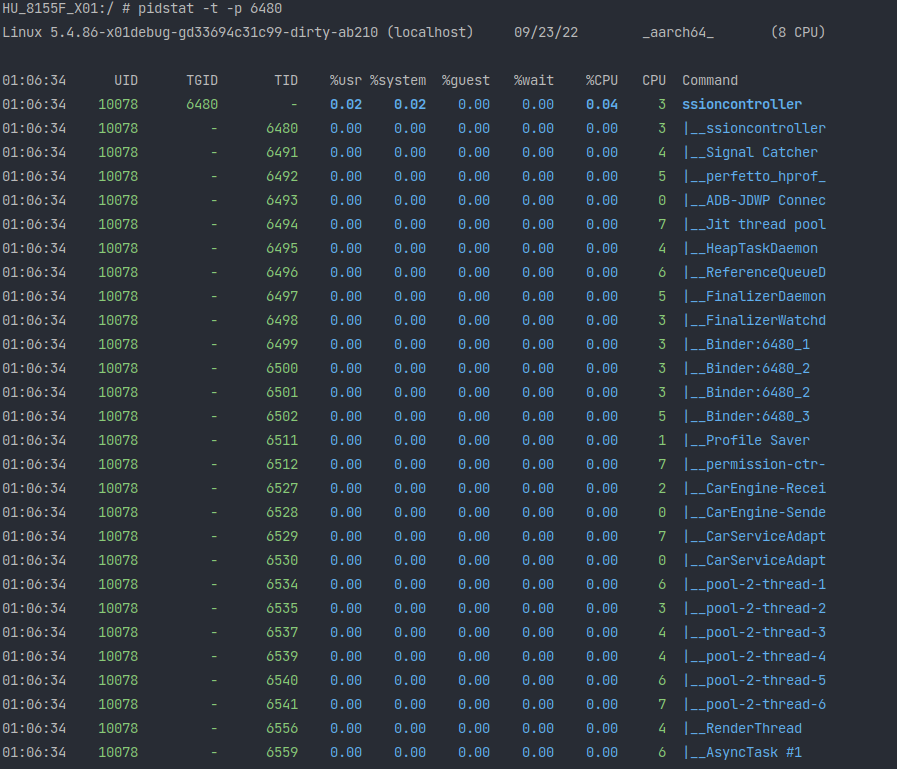 HU_8155F_X01:/ # pidstat -t -p 6480
Linux 5.4.86-x01debug-gd33694c31c99-dirty-ab210 (localhost) 09/23/22 _aarch64_ (8 CPU)
01:06:34 UID TGID TID %usr %system %guest %wait %CPU CPU Command
01:06:34 10078 6480 - 0.02 0.02 0.00 0.00 0.04 3 ssioncontroller
01:06:34 10078 - 6480 0.00 0.00 0.00 0.00 0.00 3 |__ssioncontroller
01:06:34 10078 - 6491 0.00 0.00 0.00 0.00 0.00 4 |__Signal Catcher
01:06:34 10078 - 6492 0.00 0.00 0.00 0.00 0.00 5 |__perfetto_hprof_
01:06:34 10078 - 6493 0.00 0.00 0.00 0.00 0.00 0 |__ADB-JDWP Connec
01:06:34 10078 - 6494 0.00 0.00 0.00 0.00 0.00 7 |__Jit thread pool
01:06:34 10078 - 6495 0.00 0.00 0.00 0.00 0.00 4 |__HeapTaskDaemon
01:06:34 10078 - 6496 0.00 0.00 0.00 0.00 0.00 6 |__ReferenceQueueD
01:06:34 10078 - 6497 0.00 0.00 0.00 0.00 0.00 5 |__FinalizerDaemon
01:06:34 10078 - 6498 0.00 0.00 0.00 0.00 0.00 3 |__FinalizerWatchd
01:06:34 10078 - 6499 0.00 0.00 0.00 0.00 0.00 3 |__Binder:6480_1
01:06:34 10078 - 6500 0.00 0.00 0.00 0.00 0.00 3 |__Binder:6480_2
01:06:34 10078 - 6501 0.00 0.00 0.00 0.00 0.00 3 |__Binder:6480_2
01:06:34 10078 - 6502 0.00 0.00 0.00 0.00 0.00 5 |__Binder:6480_3
01:06:34 10078 - 6511 0.00 0.00 0.00 0.00 0.00 1 |__Profile Saver
01:06:34 10078 - 6512 0.00 0.00 0.00 0.00 0.00 7 |__permission-ctr-
01:06:34 10078 - 6527 0.00 0.00 0.00 0.00 0.00 2 |__CarEngine-Recei
01:06:34 10078 - 6528 0.00 0.00 0.00 0.00 0.00 0 |__CarEngine-Sende
01:06:34 10078 - 6529 0.00 0.00 0.00 0.00 0.00 7 |__CarServiceAdapt
01:06:34 10078 - 6530 0.00 0.00 0.00 0.00 0.00 0 |__CarServiceAdapt
01:06:34 10078 - 6534 0.00 0.00 0.00 0.00 0.00 6 |__pool-2-thread-1
01:06:34 10078 - 6535 0.00 0.00 0.00 0.00 0.00 3 |__pool-2-thread-2
01:06:34 10078 - 6537 0.00 0.00 0.00 0.00 0.00 4 |__pool-2-thread-3
01:06:34 10078 - 6539 0.00 0.00 0.00 0.00 0.00 4 |__pool-2-thread-4
01:06:34 10078 - 6540 0.00 0.00 0.00 0.00 0.00 6 |__pool-2-thread-5
01:06:34 10078 - 6541 0.00 0.00 0.00 0.00 0.00 7 |__pool-2-thread-6
01:06:34 10078 - 6556 0.00 0.00 0.00 0.00 0.00 4 |__RenderThread
01:06:34 10078 - 6559 0.00 0.00 0.00 0.00 0.00 6 |__AsyncTask #1